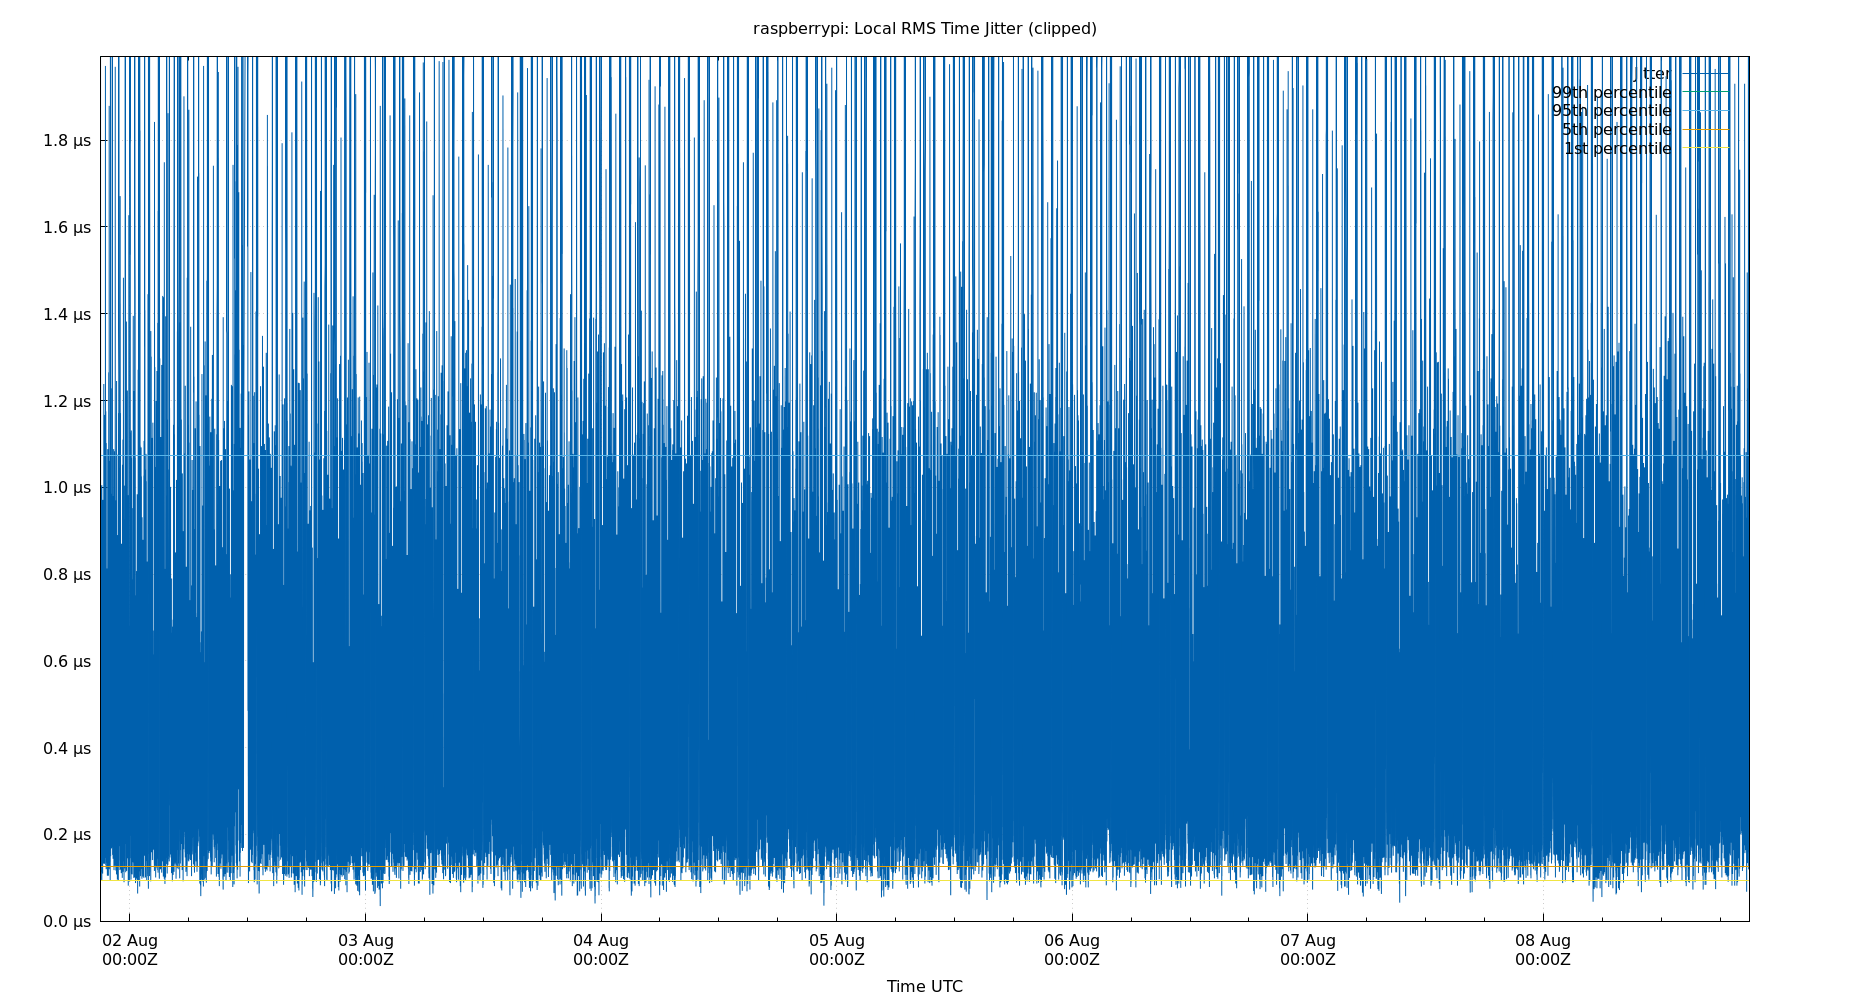 raspberrypi: Local RMS Time Jitter (clipped)
Jitter
99th percentile
95th percentile
5th percentile
1st percentile
1.8 µs
1.6 µs
1.4 µs
1.2 µs
1.0 µs
0.8 µs
0.6 µs
0.4 µs
0.2 µs
0.0 µs
02 Aug 03 Aug 04 Aug 05 Aug 06 Aug 07 Aug 08 Aug
00:00Z 00:00Z 00:00Z 00:00Z 00:00Z 00:00Z 00:00Z
Time UTC